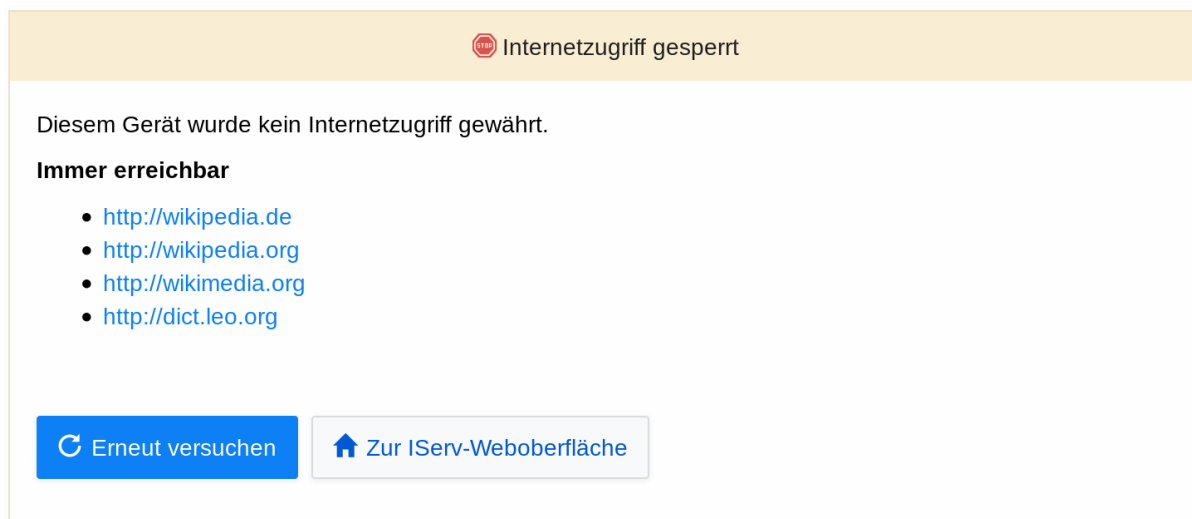 STOP Internetzugriff gesperrt
Diesem Gerät wurde kein Internetzugriff gewährt.
Immer erreichbar
http://wikipedia.de
http://wikipedia.org
http://wikimedia.org
http://dict.leo.org
Erneut versuchen Zur IServ-Weboberfläche